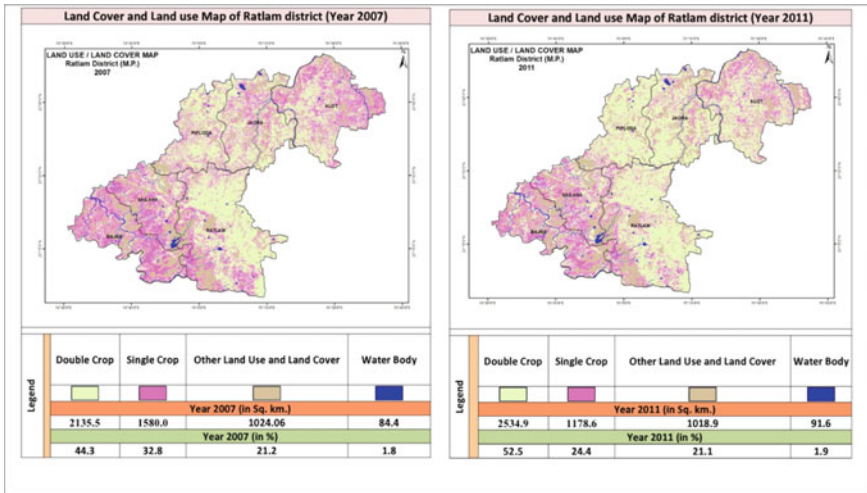 Land Cover and Land use Map of Ratlam district (Year 2007)
LAND USE / LAND COVER MAP
Ratlam District (M.P.)
2007
N
ALOT
JAORA
PIPLODA
SAILANA
BAJNA
RATLAM
Legend
Double Crop Single Crop Other Land Use and Land Cover Water Body
Year 2007 (in Sq. km.)
2135.5 1580.0 1024.06 84.4
Year 2007 (in %)
44.3 32.8 21.2 1.8
Land Cover and Land use Map of Ratlam district (Year 2011)
LAND USE / LAND COVER MAP
Ratlam District (M.P.)
2011
N
ALOT
JAORA
PIPLODA
SAILANA
BAJNA
RATLAM
Legend
Double Crop Single Crop Other Land Use and Land Cover Water Body
Year 2011 (in Sq. km.)
2534.9 1178.6 1018.9 91.6
Year 2011 (in %)
52.5 24.4 21.1 1.9